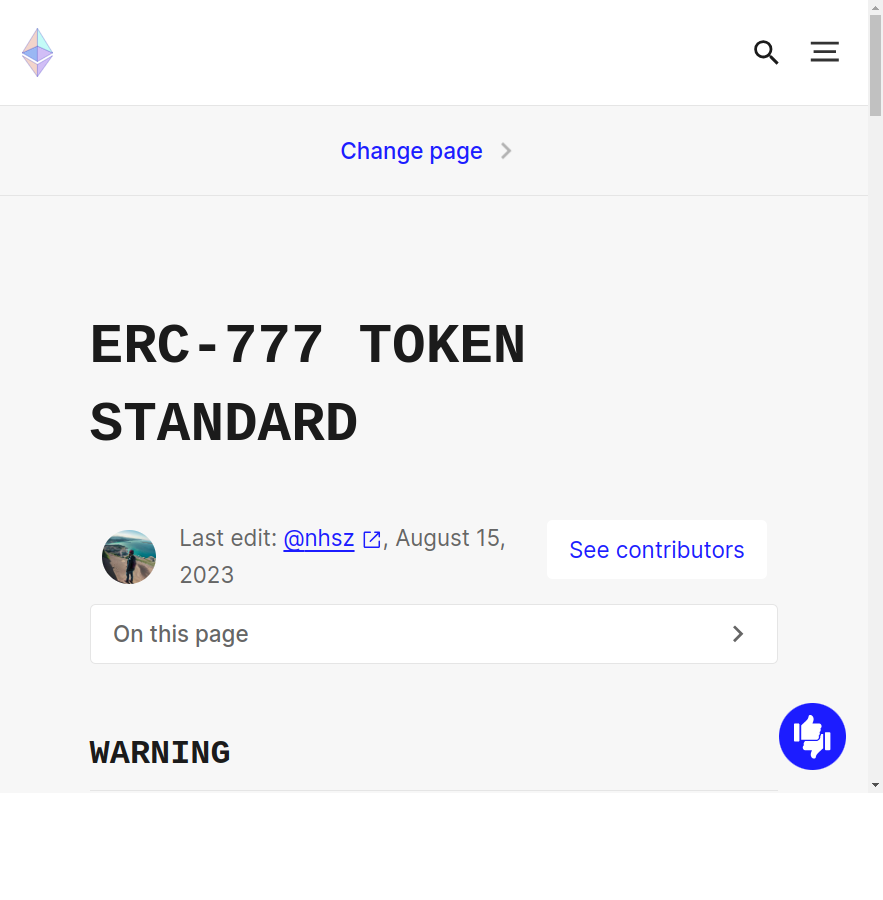 Change page
ERC-777 TOKEN
STANDARD
Last edit: @nhsz, August 15,
2023
See contributors
On this page
WARNING